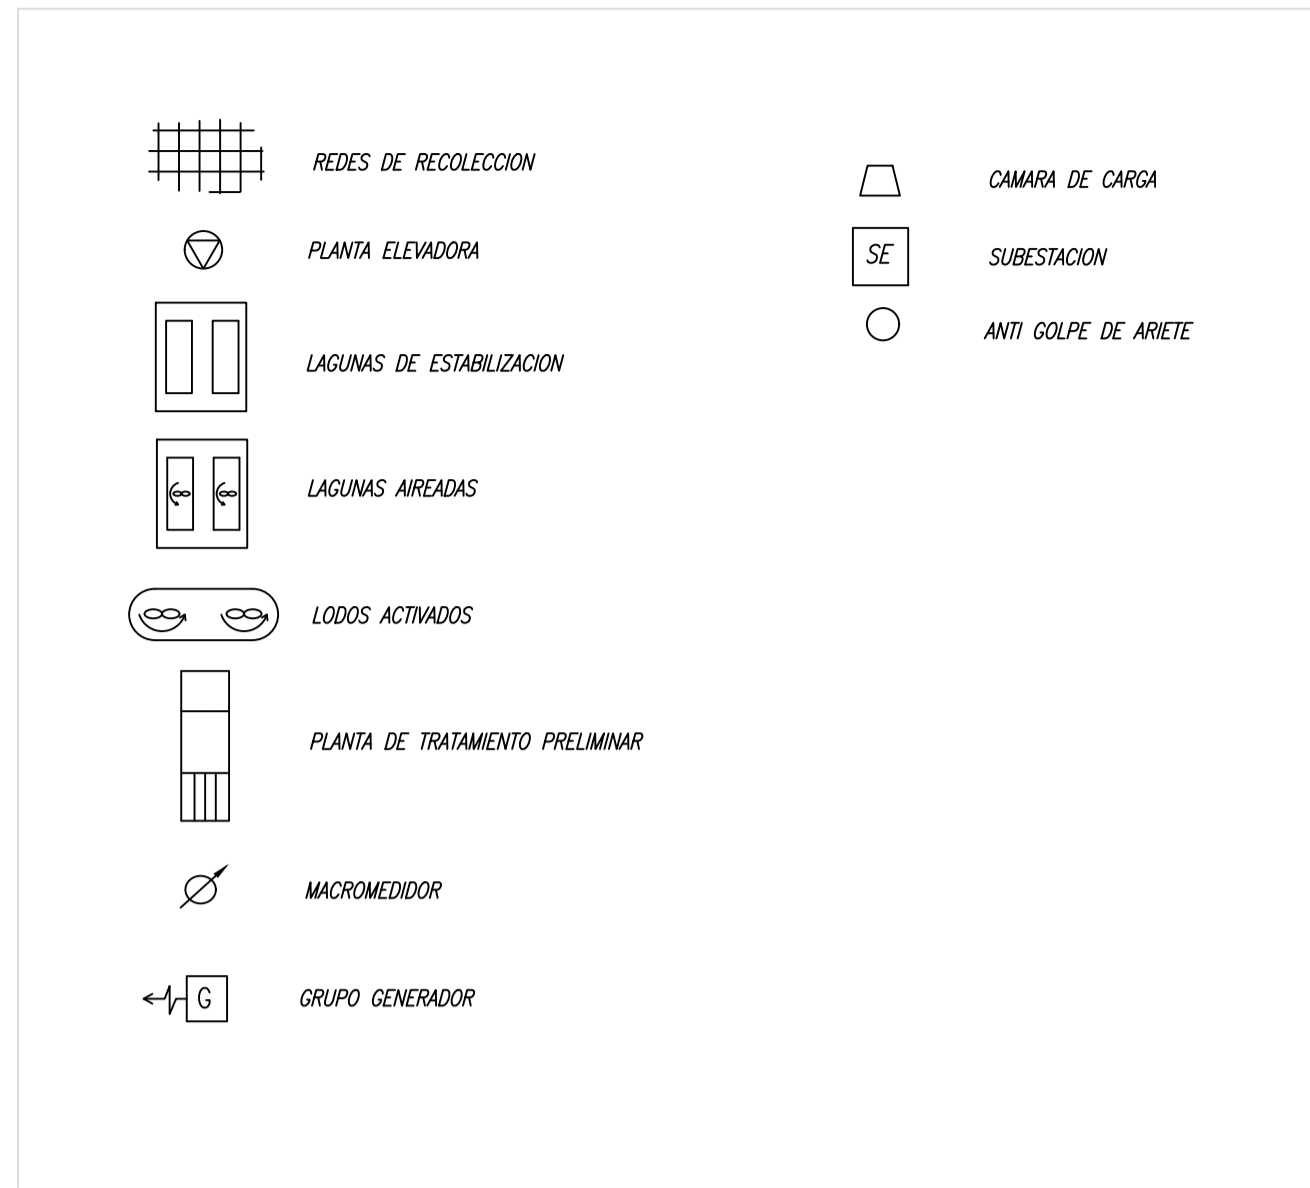 REDES DE RECOLECCION
PLANTA ELEVADORA
LAGUNAS DE ESTABILIZACION
LAGUNAS AIREADAS
LODOS ACTIVADOS
PLANTA DE TRATAMIENTO PRELIMINAR
MACROMEDIDOR
G GRUPO GENERADOR
CAMARA DE CARGA
SE SUBESTACION
ANTI GOLPE DE ARIETE